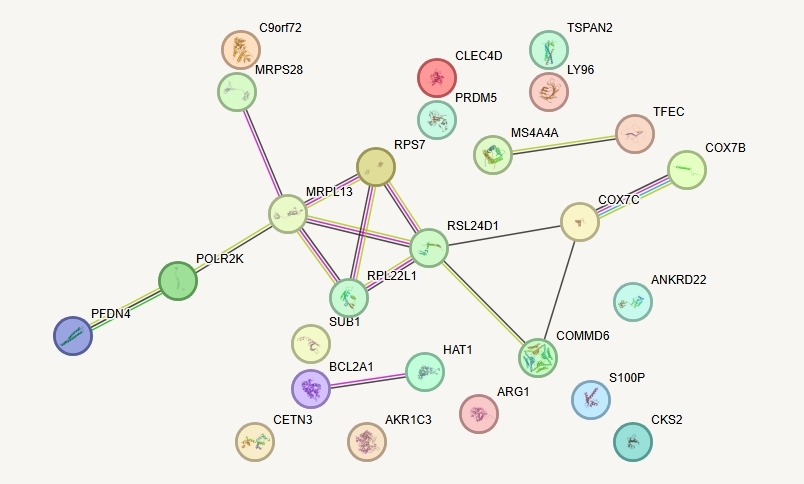 C9orf72
TSPAN2
CLEC4D
MRPS28
LY96
PRDM5
TFEC
MS4A4A
RPS7
COX7B
MRPL13
COX7C
RSL24D1
POLR2K
RPL22L1
ANKRD22
PFDN4
SUB1
COMMD6
HAT1
BCL2A1
S100P
ARG1
CETN3
AKR1C3
CKS2